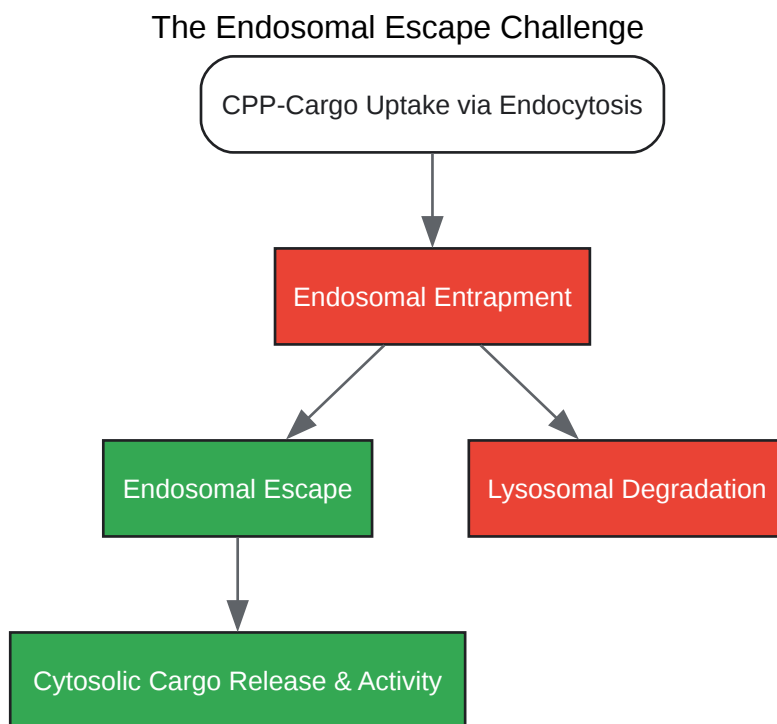 The Endosomal Escape Challenge
CPP-Cargo Uptake via Endocytosis
Endosomal Entrapment
Endosomal Escape
Lysosomal Degradation
Cytosolic Cargo Release & Activity